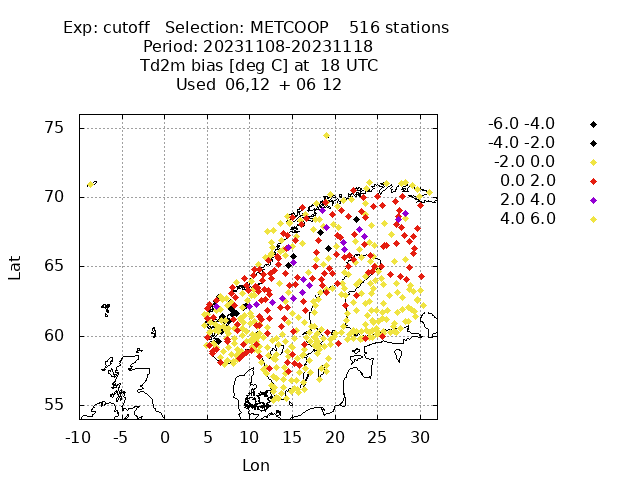 Exp: cutoff   Selection: METCOOP    516 stations
Period: 20231108-20231118
Td2m bias [deg C] at  18 UTC
Used  06,12  + 06 12
-6.0 -4.0
-4.0 -2.0
-2.0 0.0
0.0 2.0
2.0 4.0
4.0 6.0
Lat
75
70
65
60
55
-10 -5 0 5 10 15 20 25 30
Lon